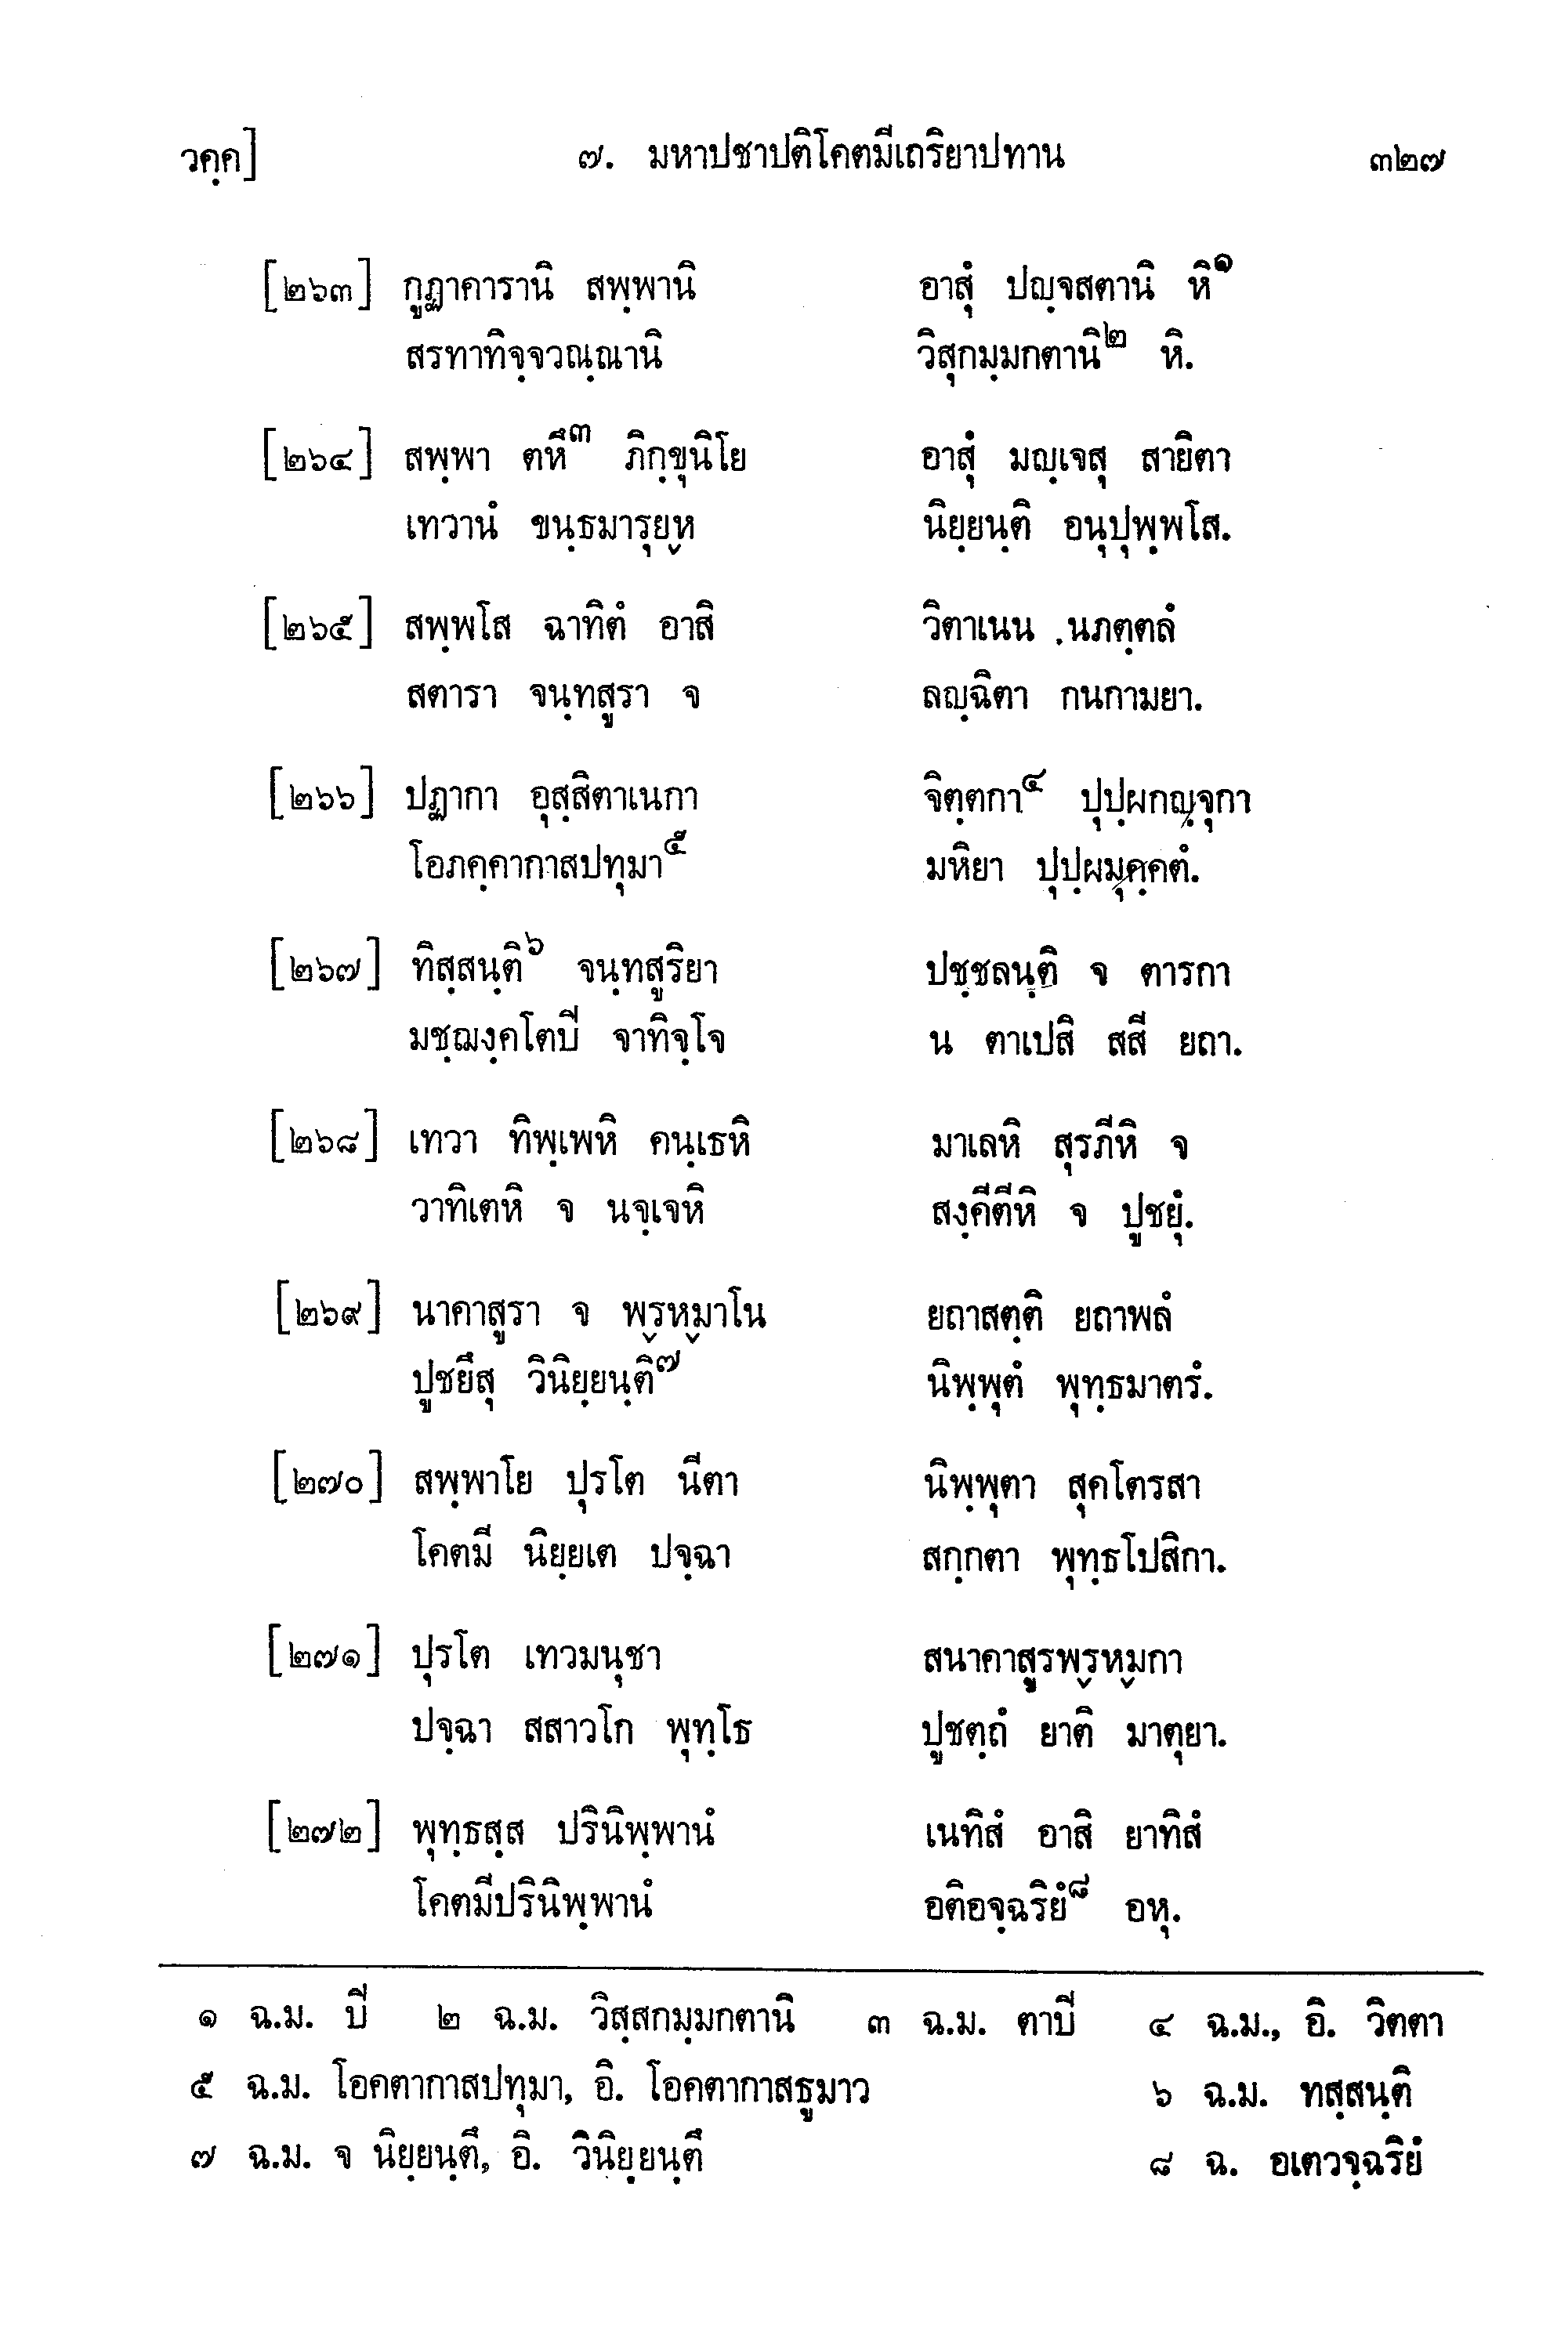 วคฺค] ๗. มหาปชาปติโคตมีเถริยาปทาน ๓๒๗
[๒๖๓] กูฏาคารานิ สพฺพานิ อาสุํ ปญฺจสตานิ หิ๑
สรทาทิจฺจวณฺณานิ วิสุกมฺมกตานิ๒ หิ.
[๒๖๔] สพฺพา ตหึ๓ ภิกฺขุนิโย อาสุํ มญฺเจสุ สายิตา
เทวานํ ขนฺธมารุยฺห นิยฺยนฺติ อนุปุพฺพโส.
[๒๖๕] สพฺพโส ฉาทิตํ อาสิ วิตาเนน นภตฺตลํ
สตารา จนฺทสูรา จ ลญฺฉิตา กนกามยา.
[๒๖๖] ปฏากา อุสฺสิตาเนกา จิตฺตกา๔ ปุปฺผกญฺจุกา
โอภคฺคากาสปทุมา๕ มหิยา ปุปฺผมุคฺคตํ.
[๒๖๗] ทิสฺสนฺติ๖ จนฺทสูริยา ปชฺชลนฺติ จ ตารกา
มชฺฌงฺคโตปี จาทิจฺโจ น ตาเปสิ สสี ยถา.
[๒๖๘] เทวา ทิพฺเพหิ คนฺเธหิ มาเลหิ สุรภีหิ จ
วาทิเตหิ จ นจฺเจหิ สงฺคีตีหิ จ ปูชยุํ.
[๒๖๙] นาคาสูรา จ พฺรหฺมาโน ยถาสตฺติ ยถาพลํ
ปูชยึสุ วินิยฺยนฺติ๗ นิพฺพุตํ พุทฺธมาตรํ.
[๒๗๐] สพฺพาโย ปุรโต นีตา นิพฺพุตา สุคโตรสา
โคตมี นิยฺยเต ปจฺฉา สกฺกตา พุทฺธโปสิกา.
[๒๗๑] ปุรโต เทวมนุชา สนาคาสูรพฺรหฺมกา
ปจฺฉา สสาวโก พุทฺโธ ปูชตฺถํ ยาติ มาตุยา.
[๒๗๒] พุทฺธสฺส ปรินิพฺพานํ เนทิสํ อาสิ ยาทิสํ
โคตมีปรินิพฺพานํ อติอจฺฉริยํ๘ อหุ.
๑ ฉ.ม. ปี ๒ ฉ.ม. วิสฺสกมฺมกตานิ ๓ ฉ.ม. ตาปี ๔ ฉ.ม., อิ. วิตตา
๕ ฉ.ม. โอคตากาสปทุมา, อิ. โอคตากาสธูมาว ๖ ฉ.ม. ทสฺสนฺติ
๗ ฉ.ม. จ นิยฺยนฺตึ, อิ. วินิยฺยนฺตึ ๘ ฉ. อเตวจฺฉริยํ